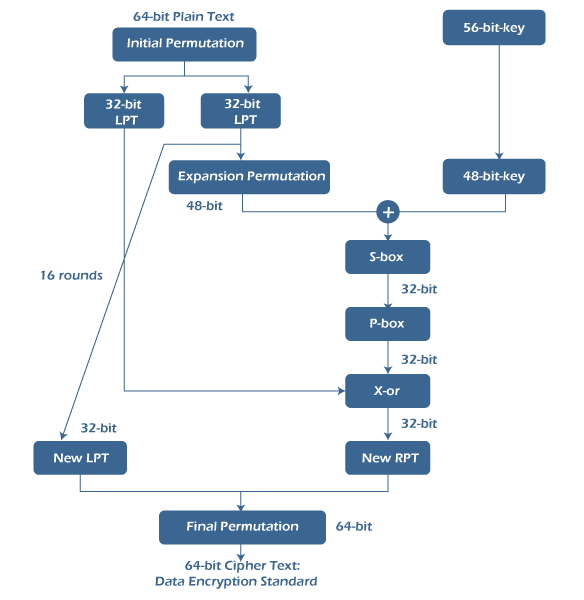 64-bit Plain Text
Initial Permutation
56-bit-key
32-bit
LPT
32-bit
LPT
Expansion Permutation
48-bit-key
48-bit
+
S-box
16 rounds
32-bit
P-box
32-bit
X-or
32-bit
32-bit
New LPT
New RPT
Final Permutation
64-bit
64-bit Cipher Text:
Data Encryption Standard